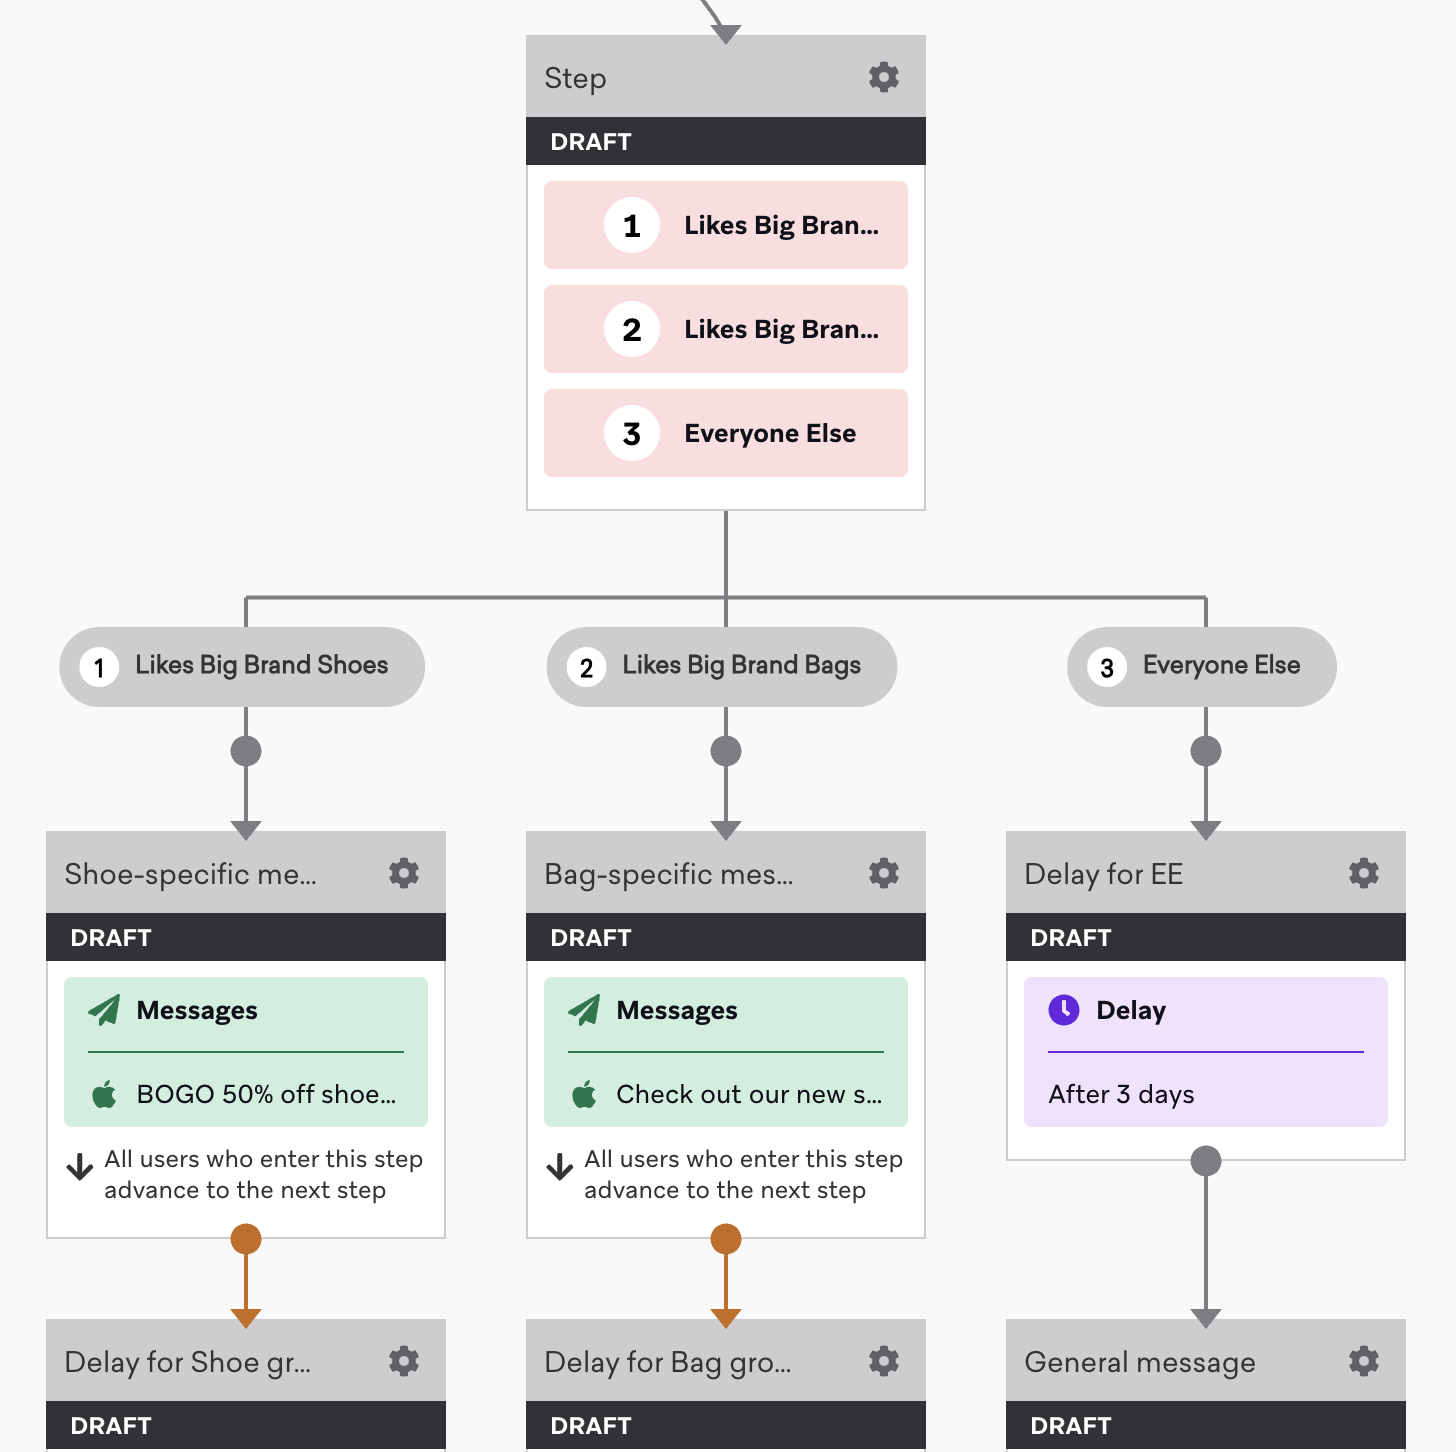 Step
DRAFT
1 Likes Big Bran...
2 Likes Big Bran...
3 Everyone Else
1 Likes Big Brand Shoes
2 Likes Big Brand Bags
3 Everyone Else
Shoe-specific me...
DRAFT
Messages
BOGO 50% off shoe...
All users who enter this step
advance to the next step
Bag-specific mes...
DRAFT
Messages
Check out our new s...
All users who enter this step
advance to the next step
Delay for EE
DRAFT
Delay
After 3 days
Delay for Shoe gr...
DRAFT
Delay for Bag gro...
DRAFT
General message
DRAFT